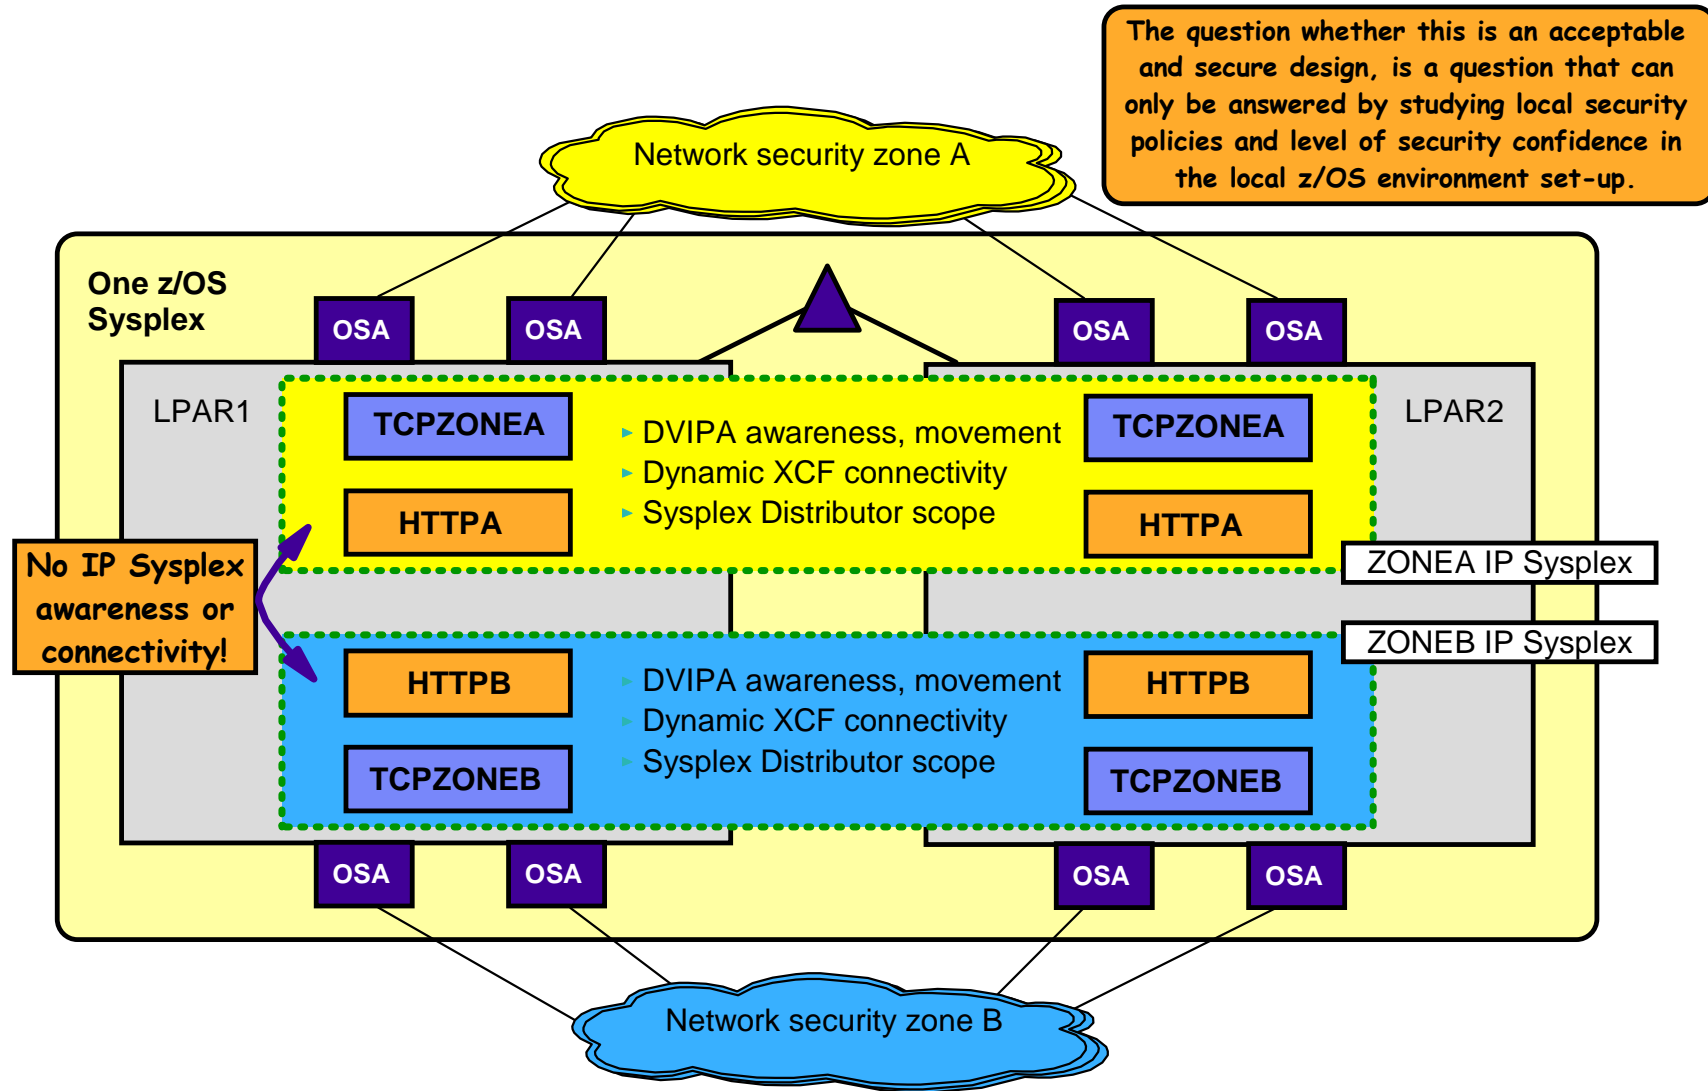 The question whether this is an acceptable
and secure design, is a question that can
only be answered by studying local security
policies and level of security confidence in
the local z/OS environment set-up.
Network security zone A
One z/OS
Sysplex
OSA
OSA
OSA
OSA
LPAR1
LPAR2
TCPZONEA
DVIPA awareness, movement
Dynamic XCF connectivity
Sysplex Distributor scope
TCPZONEA
HTTPA
HTTPA
No IP Sysplex
awareness or
connectivity!
ZONEA IP Sysplex
ZONEB IP Sysplex
HTTPB
DVIPA awareness, movement
Dynamic XCF connectivity
Sysplex Distributor scope
HTTPB
TCPZONEB
TCPZONEB
OSA
OSA
OSA
OSA
Network security zone B